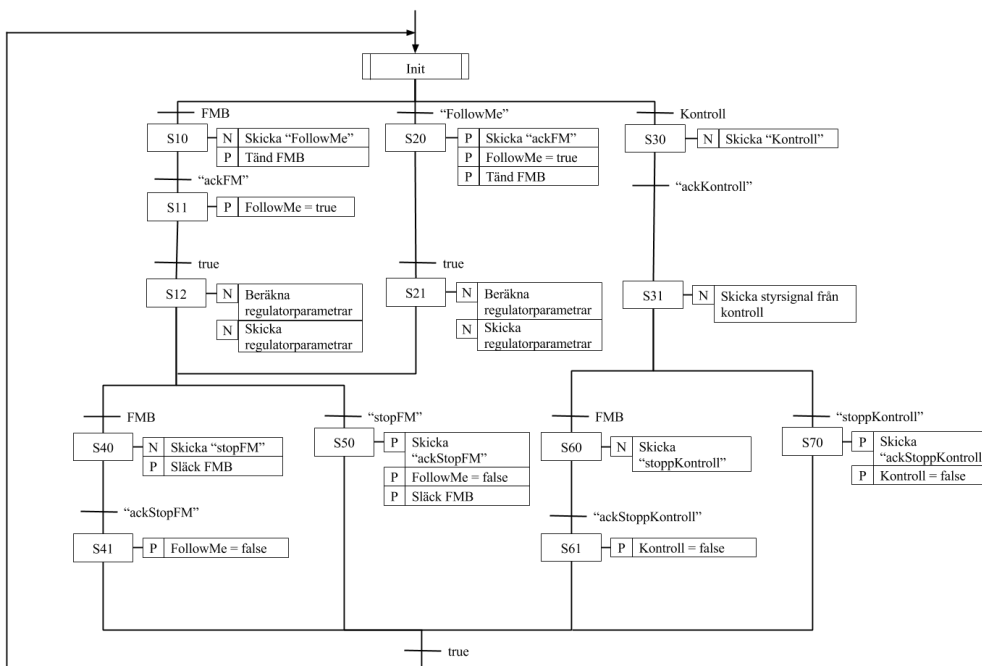 Init
FMB
"FollowMe"
Kontroll
S10
N Skicka "FollowMe"
P Tänd FMB
S20
P Skicka "ackFM"
P FollowMe = true
P Tänd FMB
S30
N Skicka "Kontroll"
"ackFM"
"ackKontroll"
S11
P FollowMe = true
true
true
S12
N Beräkna
regulatorparametrar
N Skicka
regulatorparametrar
S21
N Beräkna
regulatorparametrar
N Skicka
regulatorparametrar
S31
N Skicka styrsignal från
kontroll
FMB
"stopFM"
FMB
"stoppKontroll"
S40
N Skicka "stopFM"
P Släck FMB
S50
P Skicka
"ackStopFM"
P FollowMe = false
P Släck FMB
S60
N Skicka
"stoppKontroll"
S70
P Skicka
"ackStoppKontroll
P Kontroll = false
"ackStopFM"
"ackStoppKontroll"
S41
P FollowMe = false
S61
P Kontroll = false
true